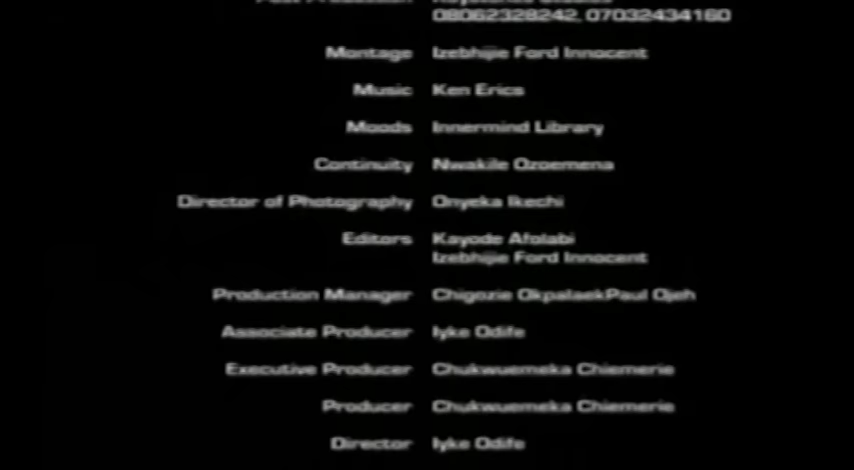 08062328242, 07032434160
Montage Izebhijie Ford Innocent
Music Ken Erics
Moods Innermind Library
Continuity Nwakile Ozoemena
Director of Photography Onyeka Ikechi
Editors Kayode Afolabi
Izebhijie Ford Innocent
Production Manager Chigozie OkpalaekPaul Ojeh
Associate Producer Iyke Odife
Executive Producer Chukwuemeka Chiemerie
Producer Chukwuemeka Chiemerie
Director Iyke Odife